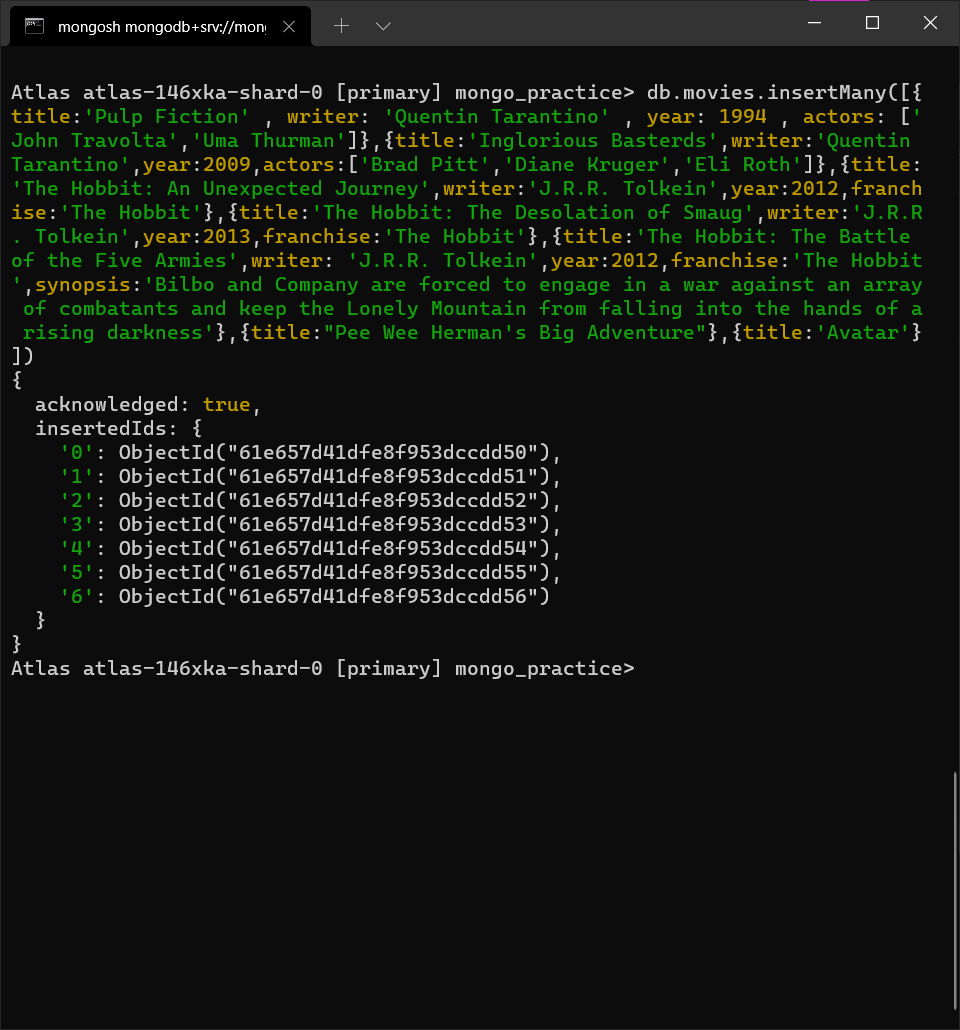 mongosh mongodb+srv://mong
Atlas atlas-146xka-shard-0 [primary] mongo_practice> db.movies.insertMany([{
title:'Pulp Fiction' , writer: 'Quentin Tarantino' , year: 1994 , actors: ['
John Travolta','Uma Thurman']},{title:'Inglorious Basterds',writer:'Quentin
Tarantino',year:2009,actors:['Brad Pitt','Diane Kruger','Eli Roth']},{title:
'The Hobbit: An Unexpected Journey',writer:'J.R.R. Tolkein',year:2012,franch
ise:'The Hobbit'},{title:'The Hobbit: The Desolation of Smaug',writer:'J.R.R
. Tolkein',year:2013,franchise:'The Hobbit'},{title:'The Hobbit: The Battle
of the Five Armies',writer: 'J.R.R. Tolkein',year:2012,franchise:'The Hobbit
',synopsis:'Bilbo and Company are forced to engage in a war against an array
 of combatants and keep the Lonely Mountain from falling into the hands of a
 rising darkness'},{title:"Pee Wee Herman's Big Adventure"},{title:'Avatar'}
])
{
  acknowledged: true,
  insertedIds: {
    '0': ObjectId("61e657d41dfe8f953dccdd50"),
    '1': ObjectId("61e657d41dfe8f953dccdd51"),
    '2': ObjectId("61e657d41dfe8f953dccdd52"),
    '3': ObjectId("61e657d41dfe8f953dccdd53"),
    '4': ObjectId("61e657d41dfe8f953dccdd54"),
    '5': ObjectId("61e657d41dfe8f953dccdd55"),
    '6': ObjectId("61e657d41dfe8f953dccdd56")
  }
}
Atlas atlas-146xka-shard-0 [primary] mongo_practice>